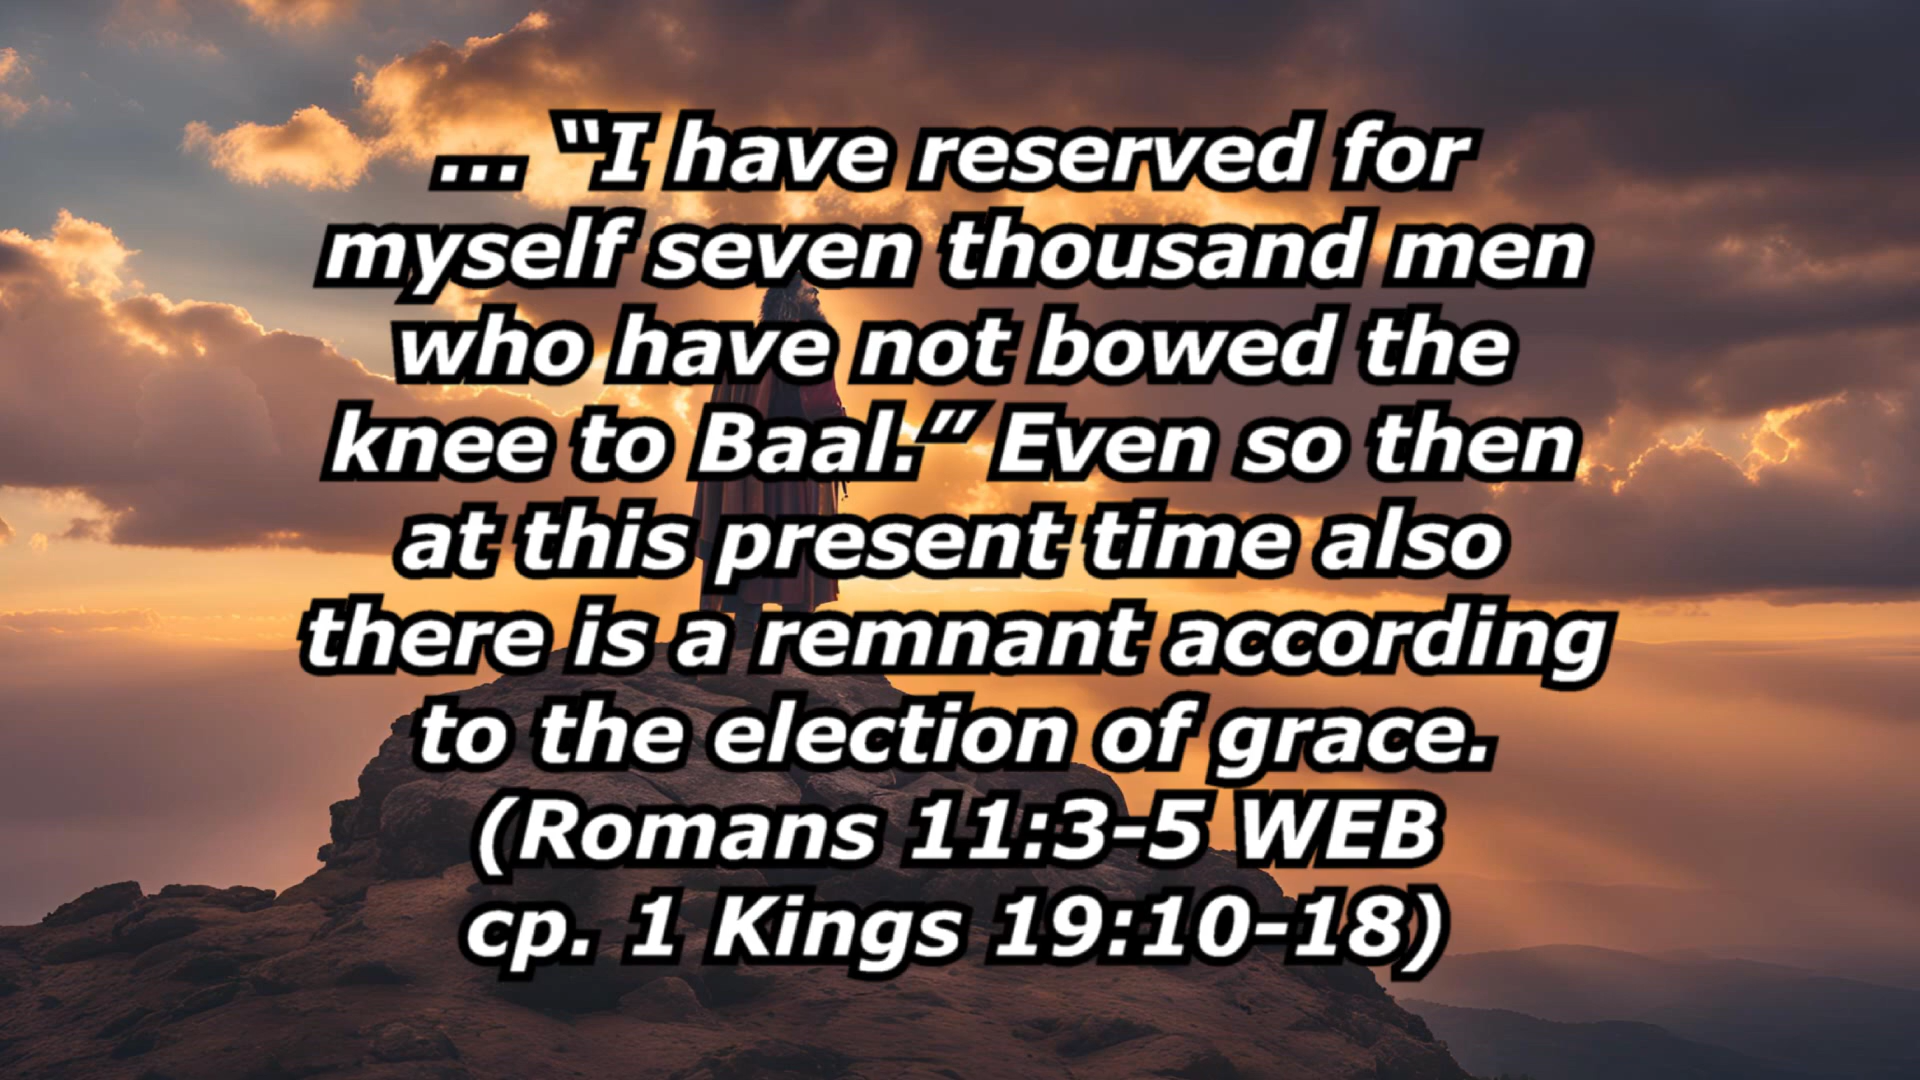 ... “I have reserved for
myself seven thousand men
who have not bowed the
knee to Baal.” Even so then
at this present time also
there is a remnant according
to the election of grace.
(Romans 11:3-5 WEB
cp. 1 Kings 19:10-18)